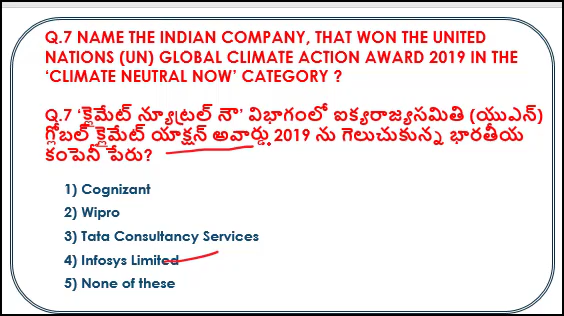 Q.7 NAME THE INDIAN COMPANY, THAT WON THE UNITED
NATIONS (UN) GLOBAL CLIMATE ACTION AWARD 2019 IN THE
‘CLIMATE NEUTRAL NOW’ CATEGORY ?
Q.7 ‘క్లైమేట్ న్యూట్రల్ నౌ’ విభాగంలో ఐక్యరాజ్యసమితి (యుఎన్)
గ్లోబల్ క్లైమేట్ యాక్షన్ అవార్డు 2019 ను గెలుచుకున్న భారతీయ
కంపెనీ పేరు?
1) Cognizant
2) Wipro
3) Tata Consultancy Services
4) Infosys Limited
5) None of these